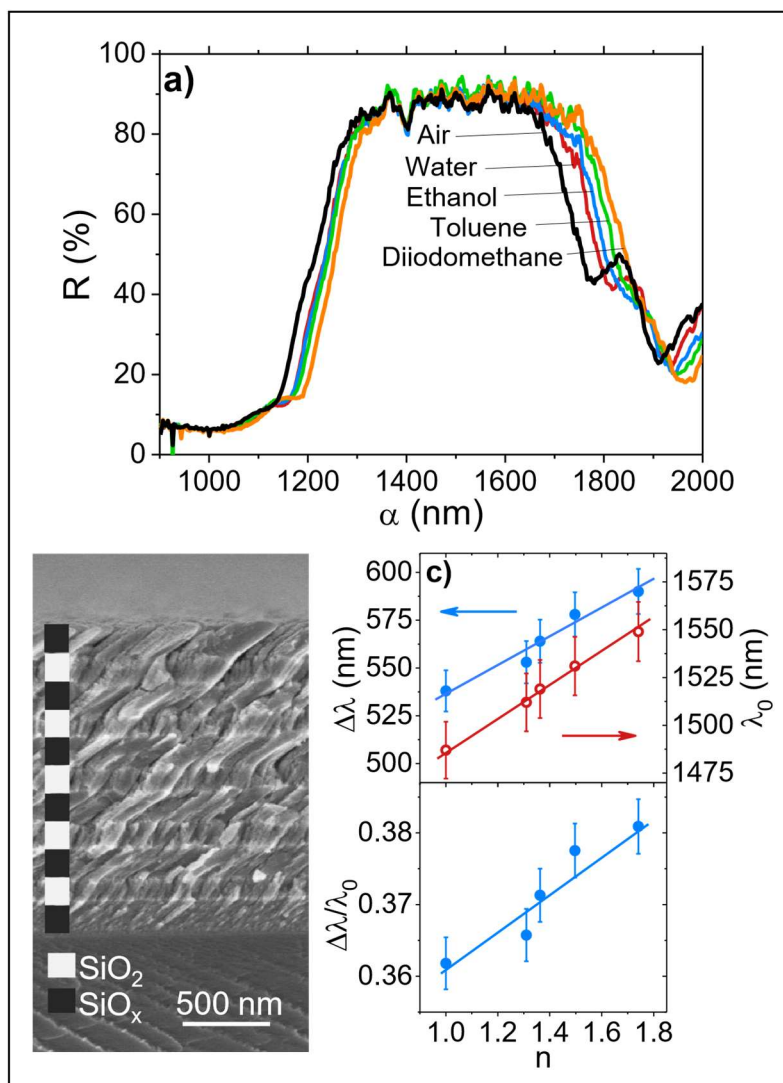 a)
100
80
60
40
20
0
R (%)
Air
Water
Ethanol
Toluene
Diiodomethane
1000 1200 1400 1600 1800 2000
α (nm)
SiO₂
SiOₓ
500 nm
c)
600
575
550
525
500
Δλ (nm)
1575
1550
1525
1500
1475
λ₀ (nm)
0.38
0.37
0.36
Δλ/λ₀
1.0 1.2 1.4 1.6 1.8
n